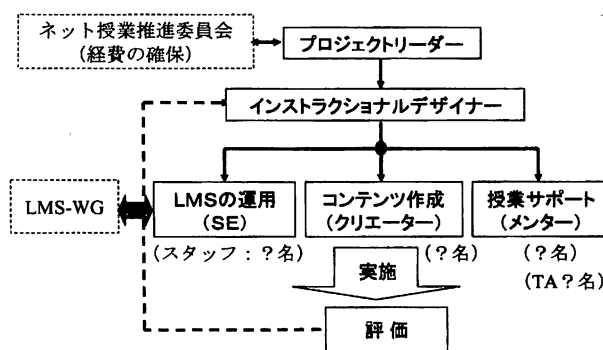 ネット授業推進委員会
(経費の確保)
プロジェクトリーダー
インストラクショナルデザイナー
LMS-WG
LMSの運用
(SE)
コンテンツ作成
(クリエーター)
授業サポート
(メンター)
(スタッフ：？名)
(？名)
(？名)
(TA？名)
実施
評価